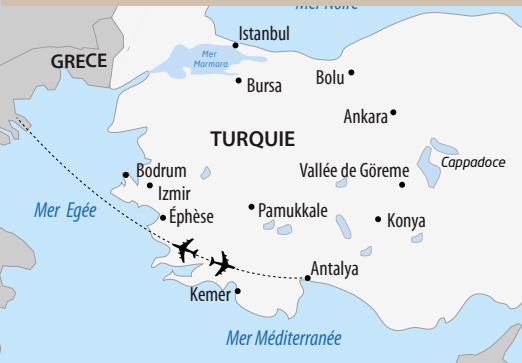 Mer Noire
Istanbul
GRECE
Mer
Marmara
Bursa
Bolu
Ankara
TURQUIE
Cappadoce
Bodrum
Vallée de Göreme
Izmir
Mer Egée
Éphèse
Pamukkale
Konya
Antalya
Kemer
Mer Méditerranée